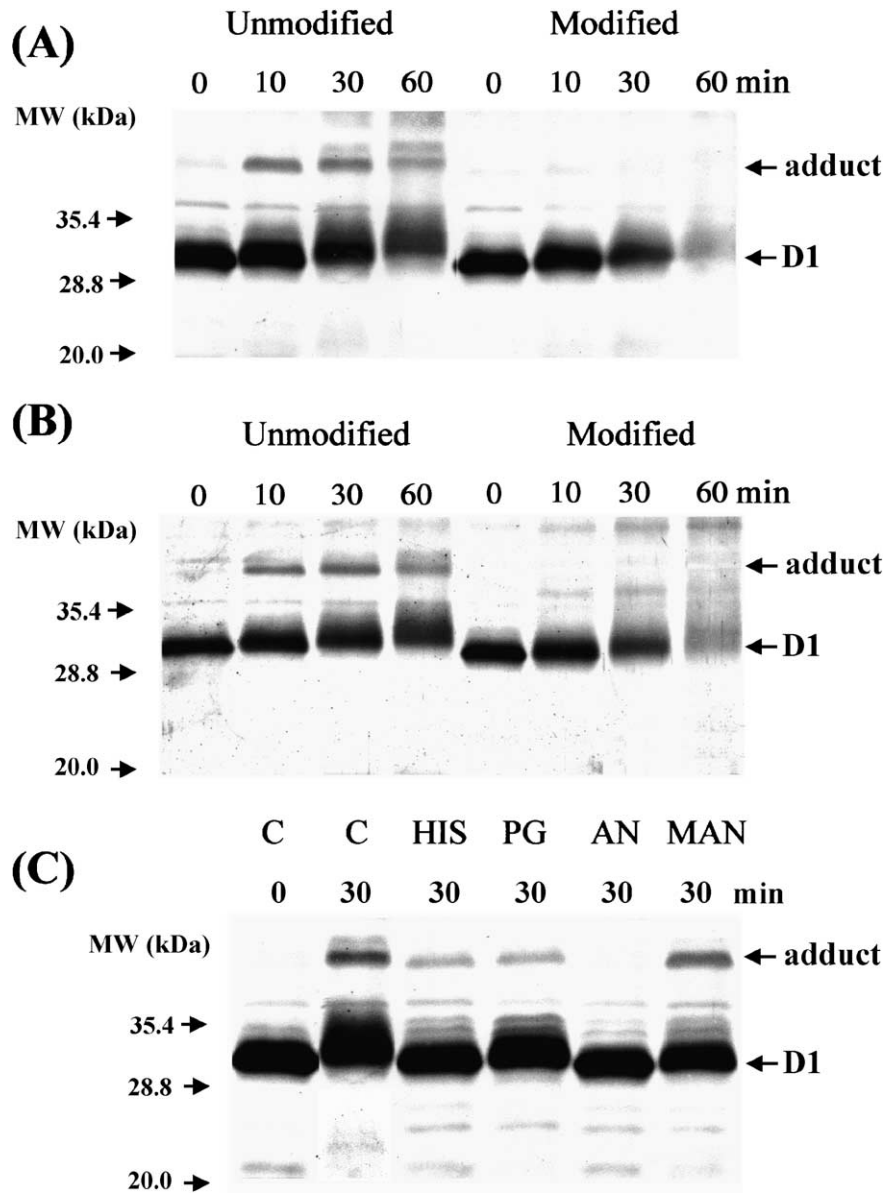 (A)
Unmodified Modified
0 10 30 60 0 10 30 60 min
MW (kDa)
← adduct
35.4 →
← D1
28.8 →
20.0 →
(B)
Unmodified Modified
0 10 30 60 0 10 30 60 min
MW (kDa)
← adduct
35.4 →
← D1
28.8 →
20.0 →
C C HIS PG AN MAN
(C)
0 30 30 30 30 30 min
MW (kDa)
← adduct
35.4 →
← D1
28.8 →
20.0 →